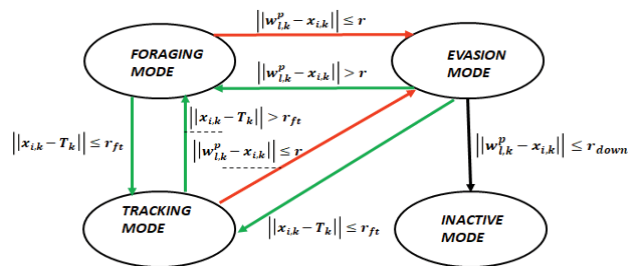 ||w^p_{l,k} − x_{i,k}|| ≤ r
FORAGING
MODE
EVASION
MODE
||w^p_{l,k} − x_{i,k}|| > r
||x_{i,k} − T_k|| > r_{ft}
||x_{i,k} − T_k|| ≤ r_{ft}
||w^p_{l,k} − x_{i,k}|| ≤ r
||w^p_{l,k} − x_{i,k}|| ≤ r_{down}
TRACKING
MODE
||x_{i,k} − T_k|| ≤ r_{ft}
INACTIVE
MODE